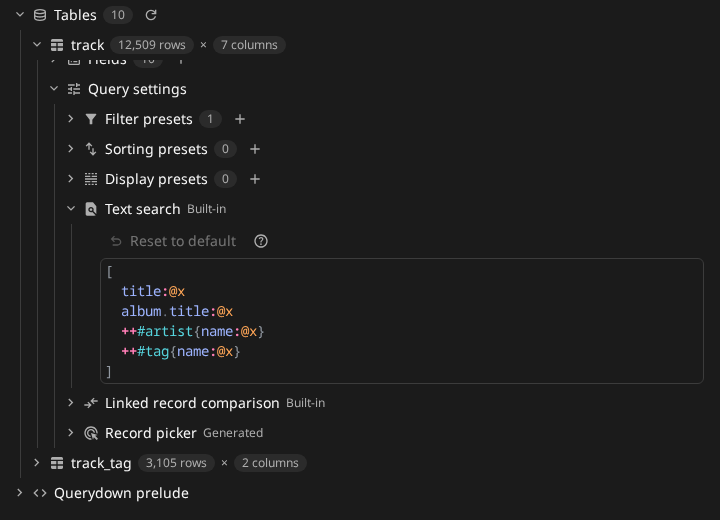 Tables 10
track 12,509 rows × 7 columns
Fields 10 +
Query settings
Filter presets 1 +
Sorting presets 0 +
Display presets 0 +
Text search Built-in
Reset to default
[
title:@x
album.title:@x
++#artist{name:@x}
++#tag{name:@x}
]
Linked record comparison Built-in
Record picker Generated
track_tag 3,105 rows × 2 columns
Querydown prelude